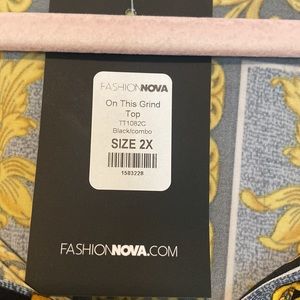 FASHIONNOVA
On This Grind
Top
TT1082C
Black/combo
SIZE 2X
1583228
FASHIONNOVA.COM